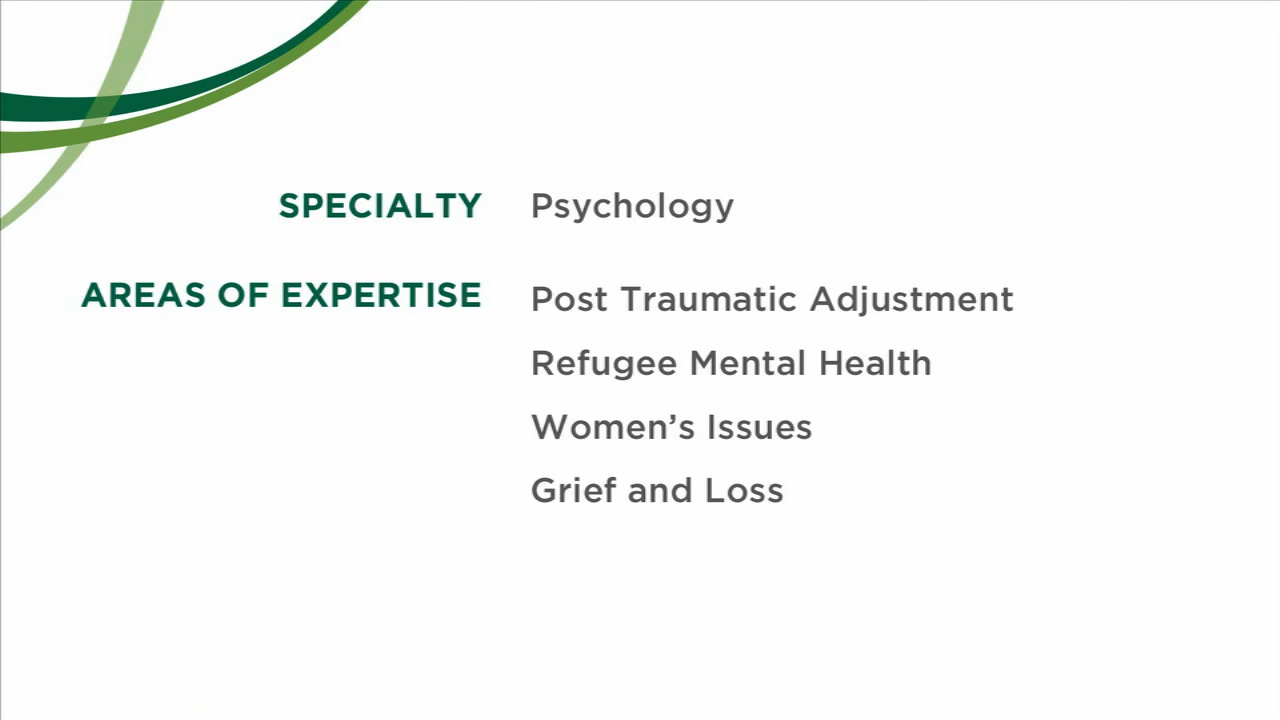 SPECIALTY Psychology
AREAS OF EXPERTISE Post Traumatic Adjustment
Refugee Mental Health
Women’s Issues
Grief and Loss